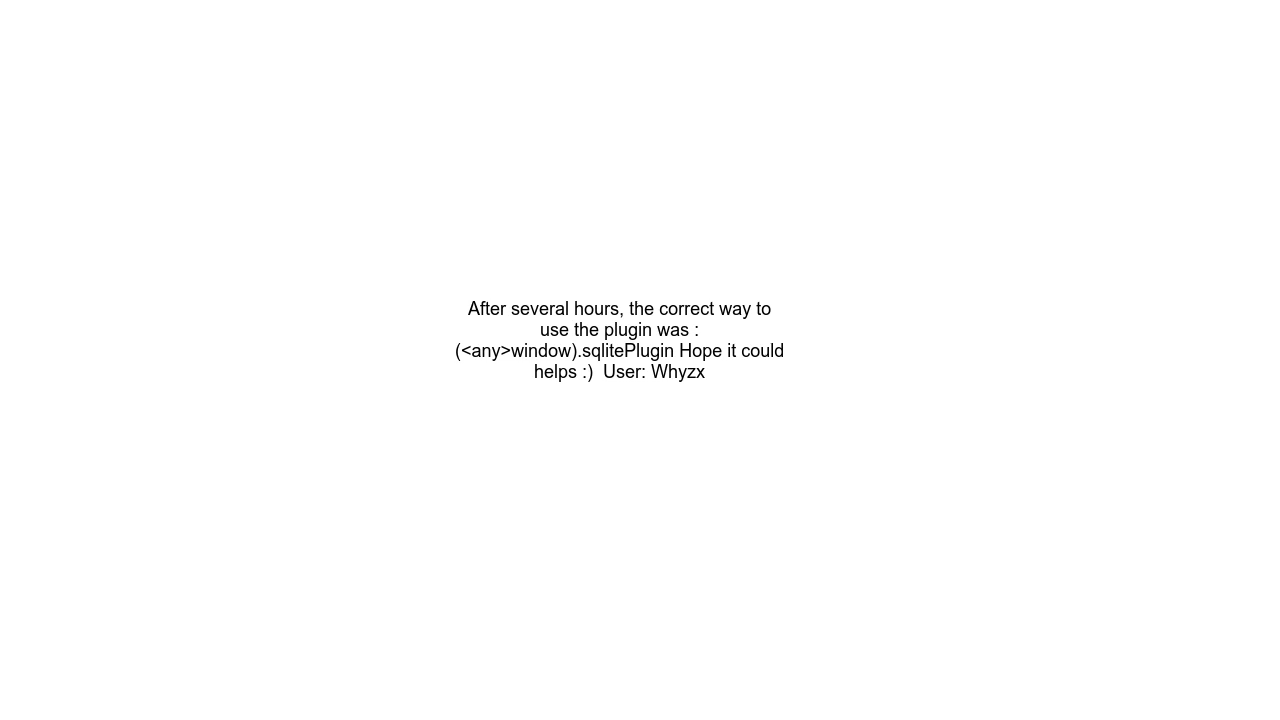 After several hours, the correct way to
use the plugin was :
(<any>window).sqlitePlugin Hope it could
helps :)  User: Whyzx